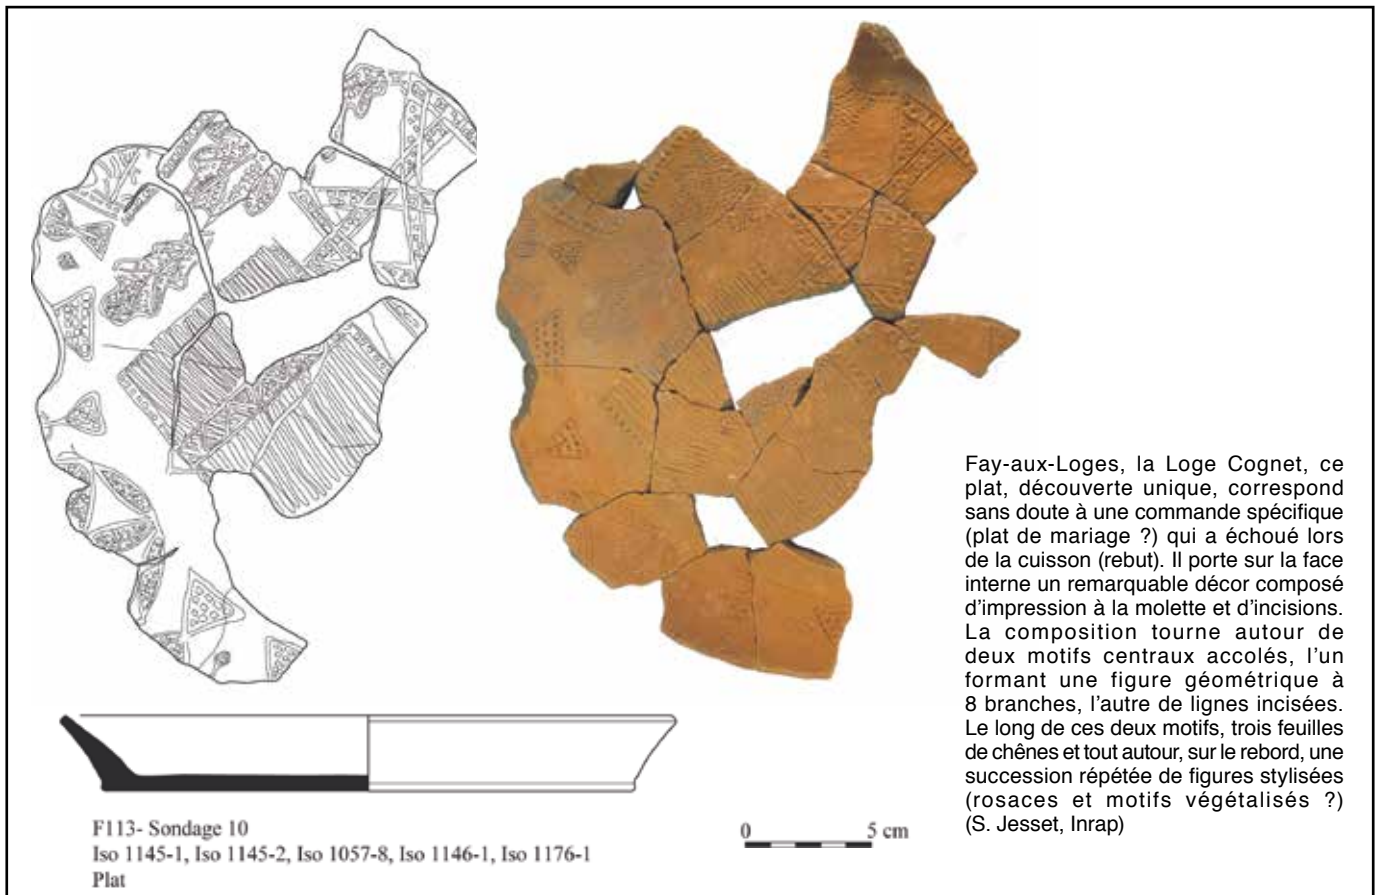 Fay-aux-Loges, la Loge Cognet, ce
plat, découverte unique, correspond
sans doute à une commande spécifique
(plat de mariage ?) qui a échoué lors
de la cuisson (rebut). Il porte sur la face
interne un remarquable décor composé
d'impression à la molette et d'incisions.
La composition tourne autour de
deux motifs centraux accolés, l'un
formant une figure géométrique à
8 branches, l'autre de lignes incisées.
Le long de ces deux motifs, trois feuilles
de chênes et tout autour, sur le rebord, une
succession répétée de figures stylisées
(rosaces et motifs végétalisés ?)
(S. Jesset, Inrap)
F113- Sondage 10
Iso 1145-1, Iso 1145-2, Iso 1057-8, Iso 1146-1, Iso 1176-1
Plat
0 5 cm